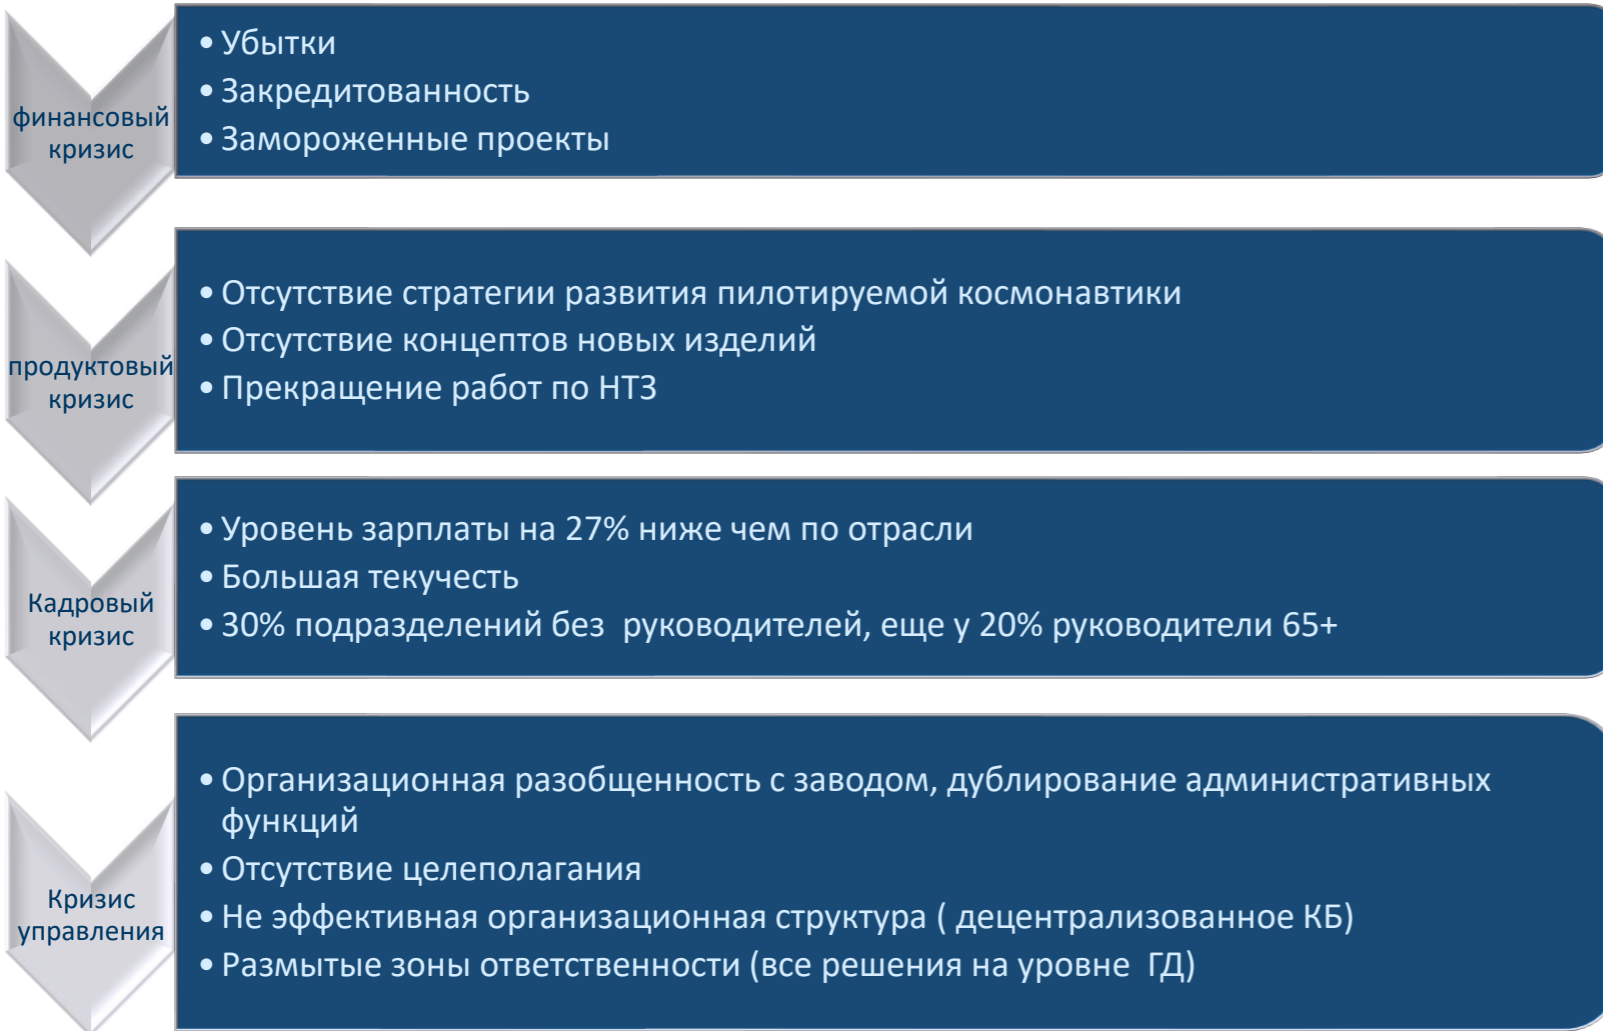 финансовый
кризис
• Убытки
• Закредитованность
• Замороженные проекты
продуктовый
кризис
• Отсутствие стратегии развития пилотируемой космонавтики
• Отсутствие концептов новых изделий
• Прекращение работ по НТЗ
Кадровый
кризис
• Уровень зарплаты на 27% ниже чем по отрасли
• Большая текучесть
• 30% подразделений без  руководителей, еще у 20% руководители 65+
Кризис
управления
• Организационная разобщенность с заводом, дублирование административных
функций
• Отсутствие целеполагания
• Не эффективная организационная структура ( децентрализованное КБ)
• Размытые зоны ответственности (все решения на уровне  ГД)